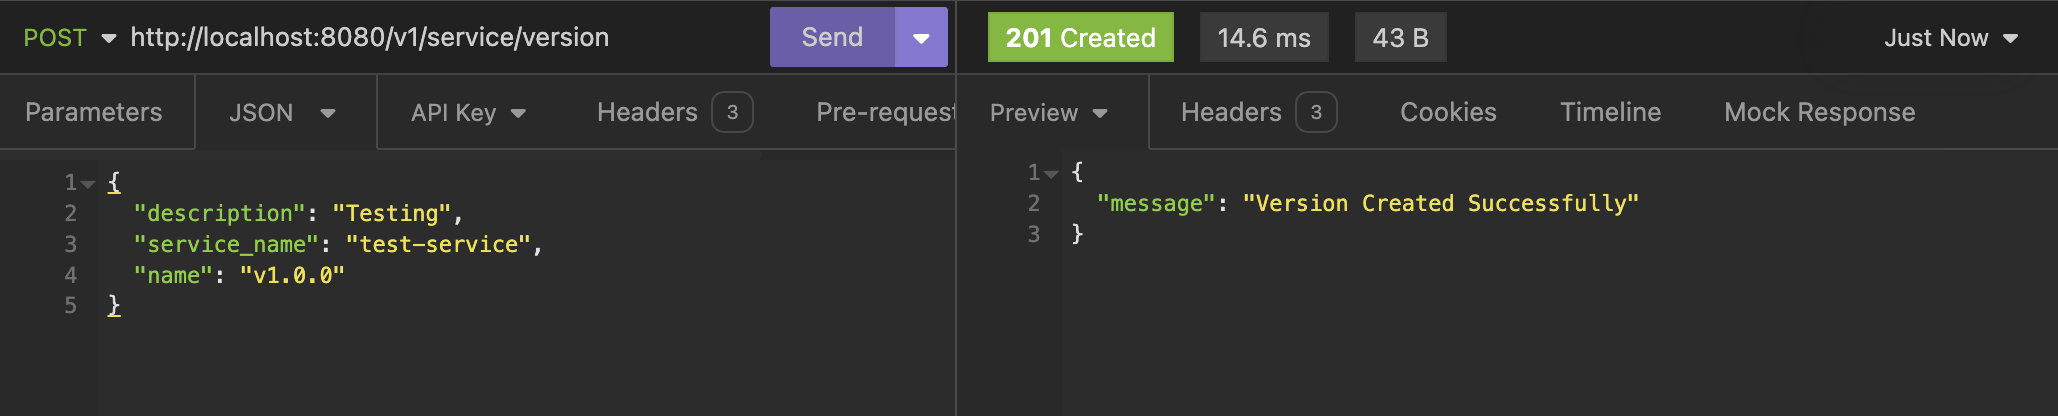 POST http://localhost:8080/v1/service/version Send 201 Created 14.6 ms 43 B Just Now
Parameters JSON API Key Headers 3 Pre-request Preview Headers 3 Cookies Timeline Mock Response
1 {
2 "description": "Testing",
3 "service_name": "test-service",
4 "name": "v1.0.0"
5 }
1 {
2 "message": "Version Created Successfully"
3 }